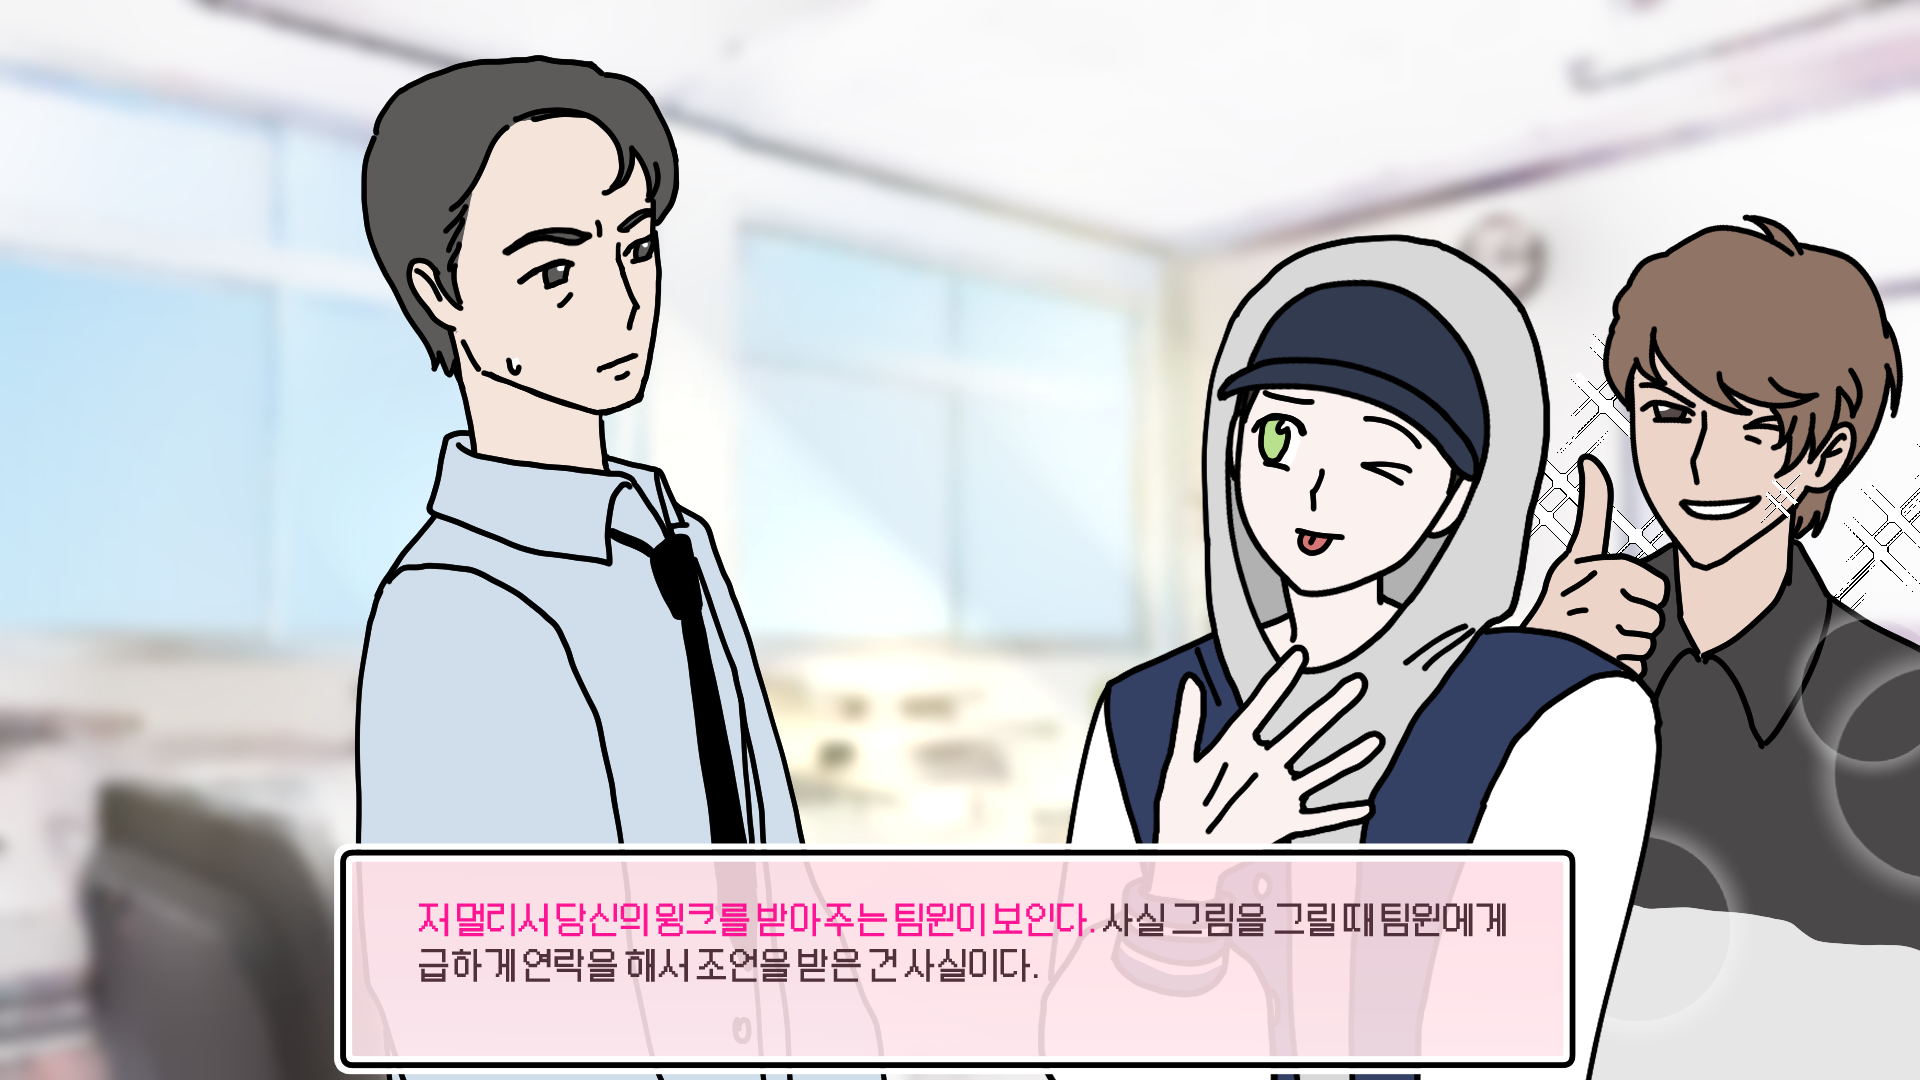 저 멀리서 당신의 윙크를 받아주는 팀원이 보인다. 사실 그림을 그릴 때 팀원에게
급하게 연락을 해서 조언을 받은 건 사실이다.